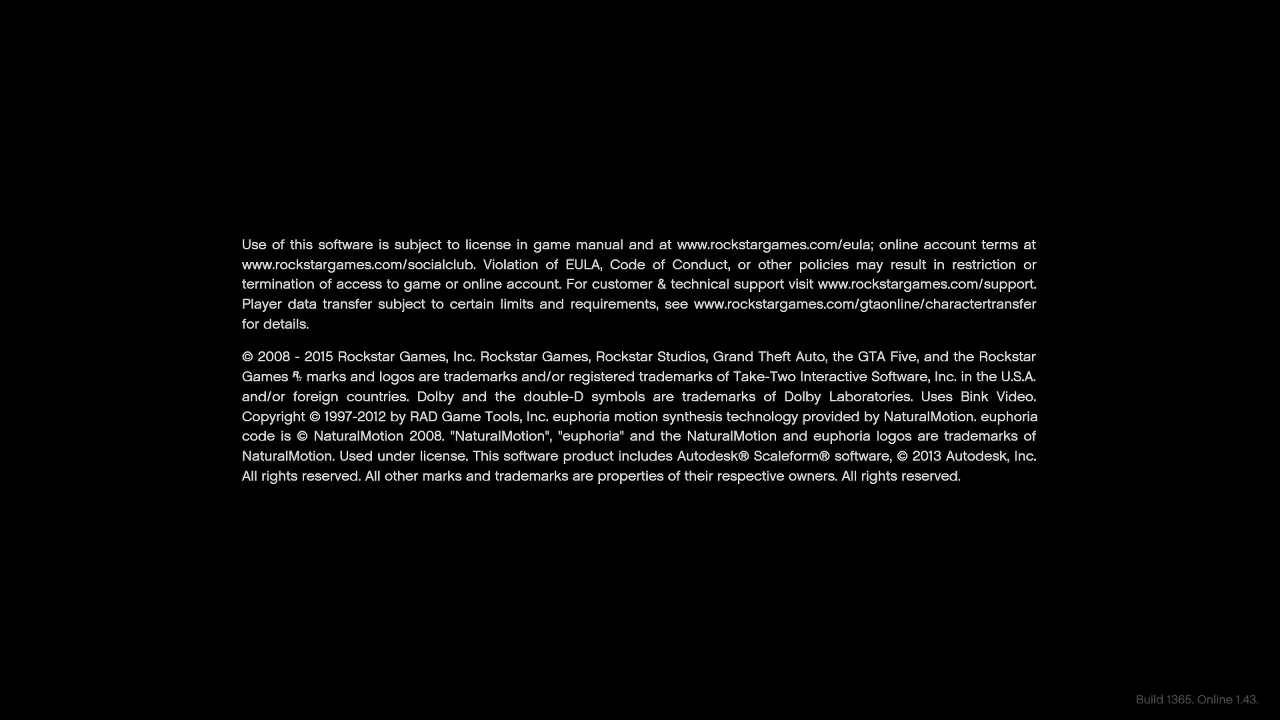 Use of this software is subject to license in game manual and at www.rockstargames.com/eula; online account terms at
www.rockstargames.com/socialclub. Violation of EULA, Code of Conduct, or other policies may result in restriction or
termination of access to game or online account. For customer & technical support visit www.rockstargames.com/support.
Player data transfer subject to certain limits and requirements, see www.rockstargames.com/gtaonline/charactertransfer
for details.
© 2008 - 2015 Rockstar Games, Inc. Rockstar Games, Rockstar Studios, Grand Theft Auto, the GTA Five, and the Rockstar
Games R* marks and logos are trademarks and/or registered trademarks of Take-Two Interactive Software, Inc. in the U.S.A.
and/or foreign countries. Dolby and the double-D symbols are trademarks of Dolby Laboratories. Uses Bink Video.
Copyright © 1997-2012 by RAD Game Tools, Inc. euphoria motion synthesis technology provided by NaturalMotion. euphoria
code is © NaturalMotion 2008. "NaturalMotion", "euphoria" and the NaturalMotion and euphoria logos are trademarks of
NaturalMotion. Used under license. This software product includes Autodesk® Scaleform® software, © 2013 Autodesk, Inc.
All rights reserved. All other marks and trademarks are properties of their respective owners. All rights reserved.
Build 1365. Online 1.43.